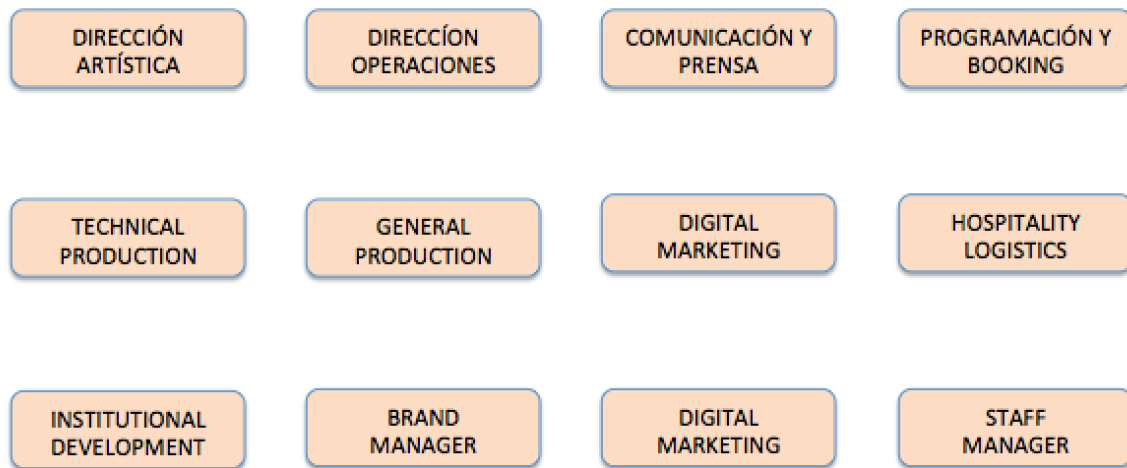 DIRECCIÓN
ARTÍSTICA
DIRECCÍON
OPERACIONES
COMUNICACIÓN Y
PRENSA
PROGRAMACIÓN Y
BOOKING
TECHNICAL
PRODUCTION
GENERAL
PRODUCTION
DIGITAL
MARKETING
HOSPITALITY
LOGISTICS
INSTITUTIONAL
DEVELOPMENT
BRAND
MANAGER
DIGITAL
MARKETING
STAFF
MANAGER